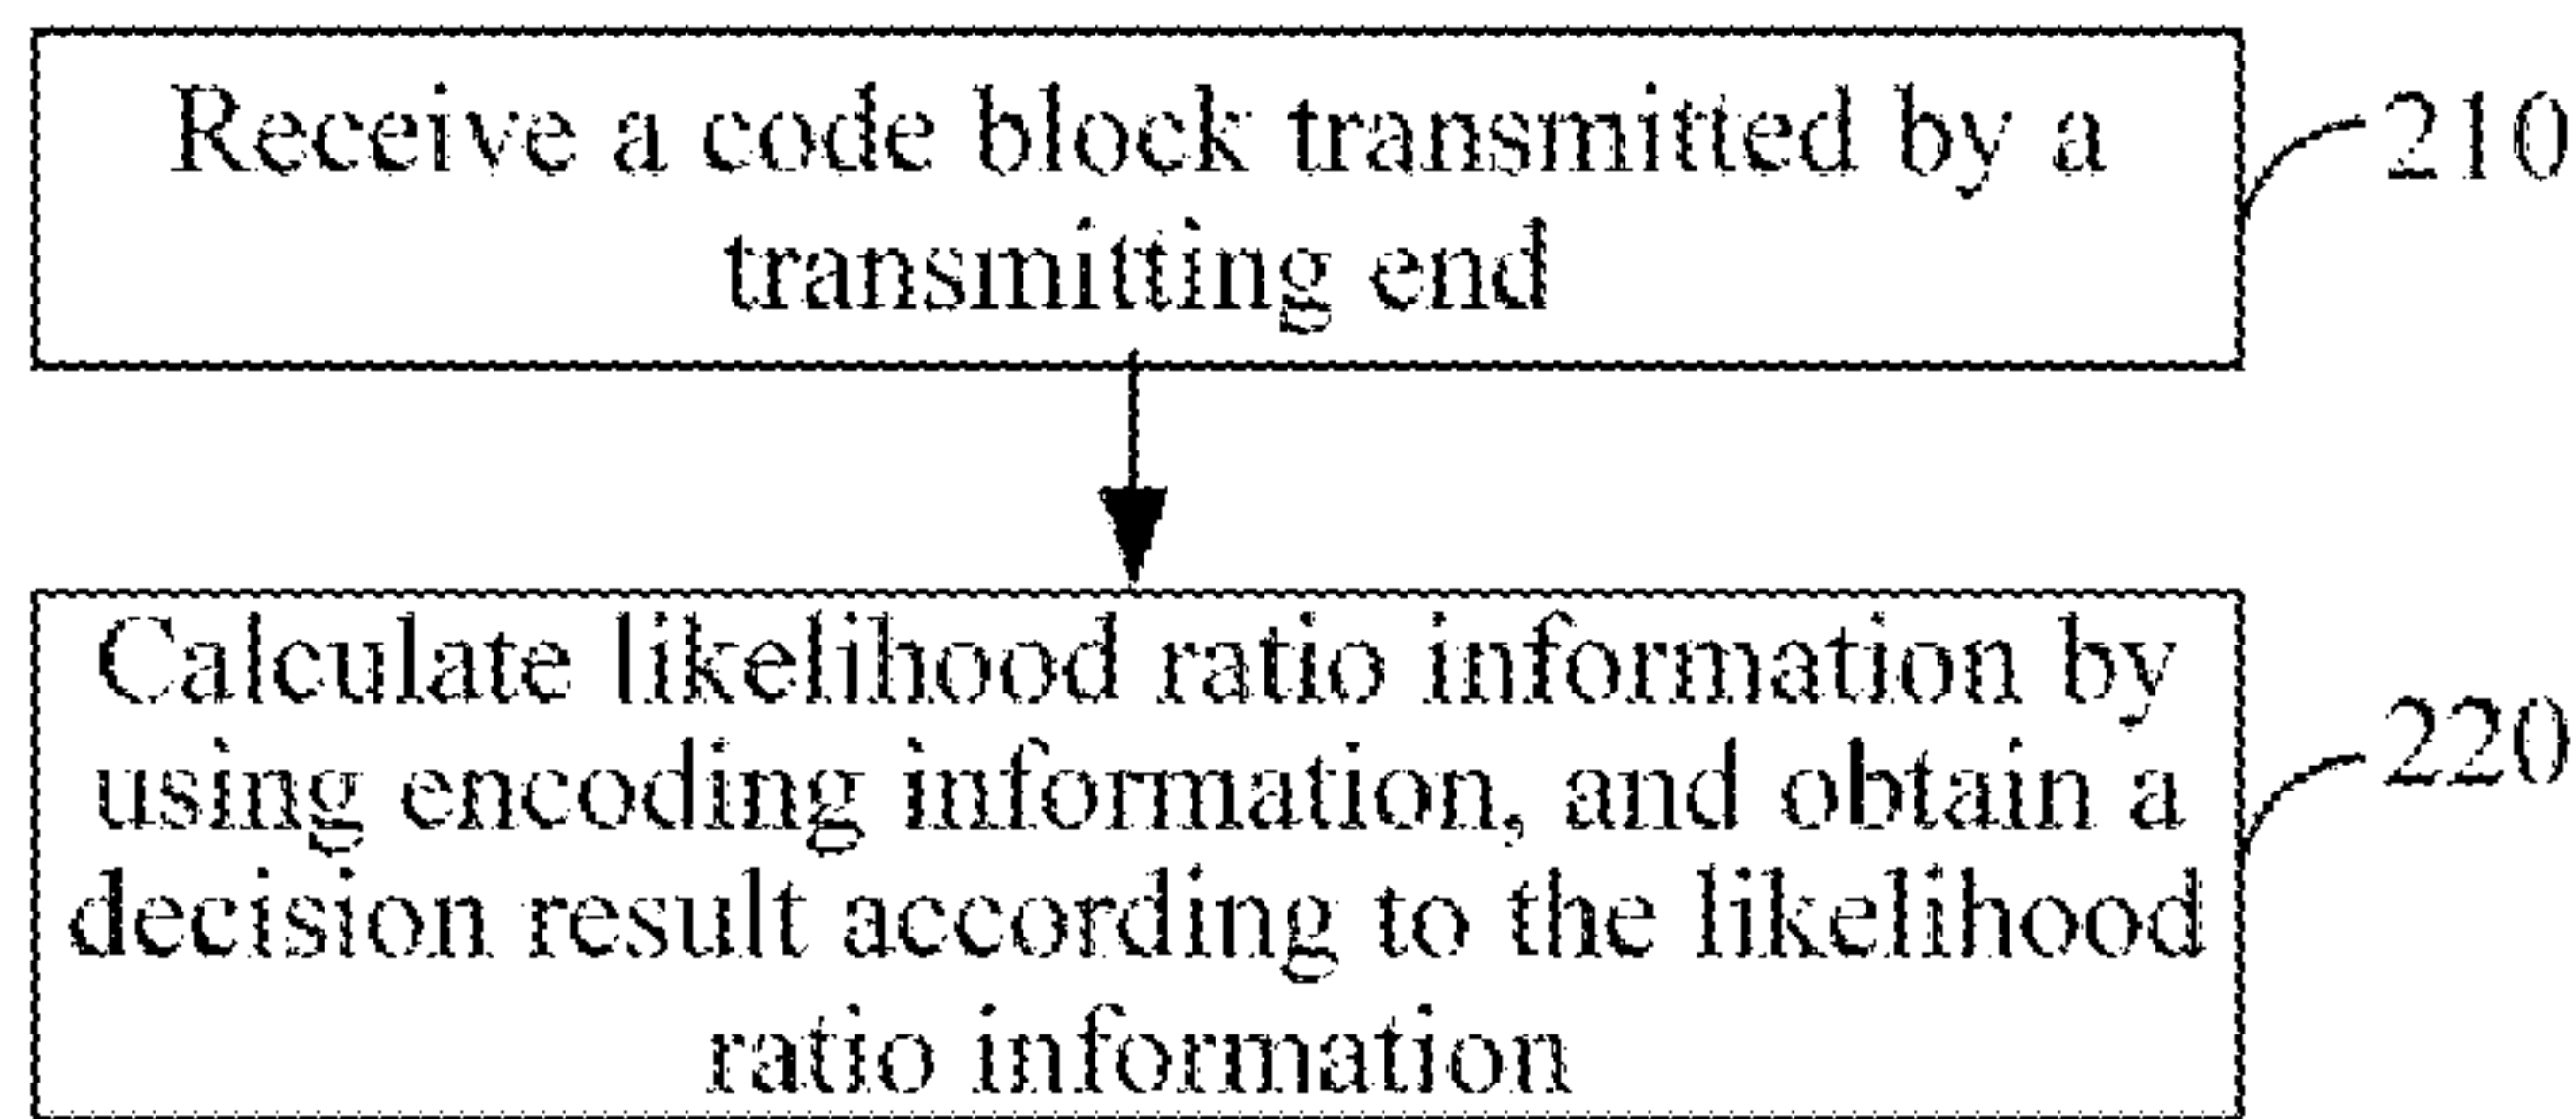 Receive a code block transmitted by a
transmitting end
210
Calculate likelihood ratio information by
using encoding information, and obtain a
decision result according to the likelihood
ratio information
220